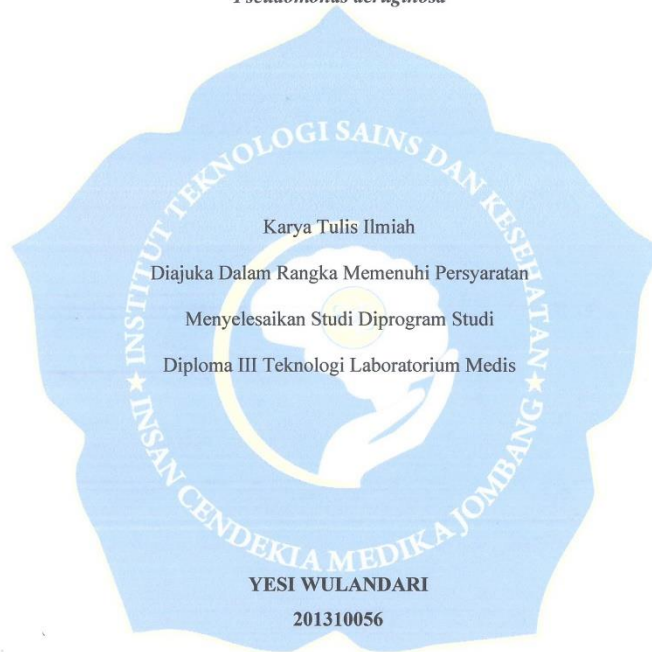 Pseudomonas aeruginosa
INSTITUT TEKNOLOGI SAINS DAN KESEHATAN
Karya Tulis Ilmiah
Diajuka Dalam Rangka Memenuhi Persyaratan
Menyelesaikan Studi Diprogram Studi
Diploma III Teknologi Laboratorium Medis
INSAN CENDEKIA MEDIKA JOMBANG
YESI WULANDARI
201310056